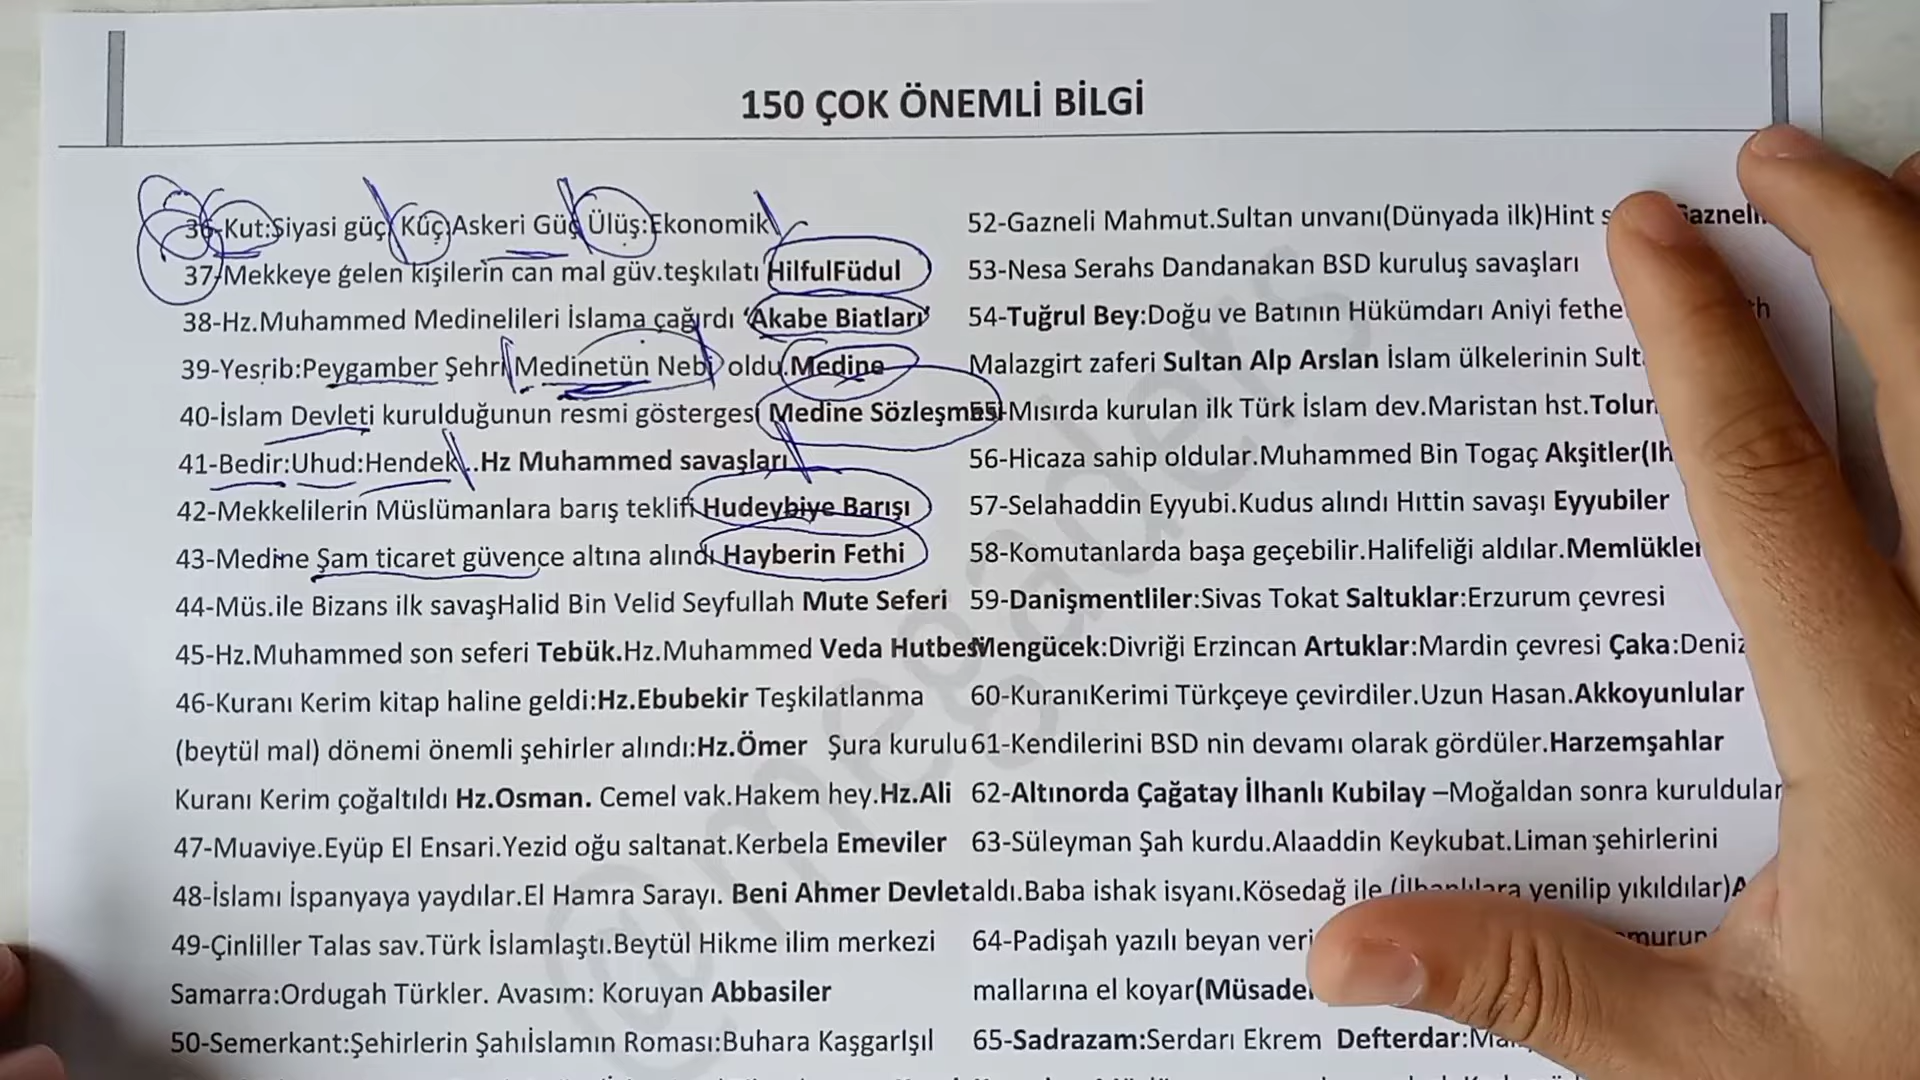 150 ÇOK ÖNEMLİ BİLGİ
36-Kut:Siyasi güç Küç:Askeri Güç Ülüş:Ekonomik
37-Mekkeye gelen kişilerin can mal güv.teşkılatı HilfulFüdul
38-Hz.Muhammed Medinelileri İslama çağırdı 'Akabe Biatları'
39-Yesrib:Peygamber Şehri Medinetün Nebi oldu.Medine
40-İslam Devleti kurulduğunun resmi göstergesi Medine Sözleşmesi
41-Bedir:Uhud:Hendek ..Hz Muhammed savaşları
42-Mekkelilerin Müslümanlara barış teklifi Hudeybiye Barışı
43-Medine Şam ticaret güvence altına alındı Hayberin Fethi
44-Müs.ile Bizans ilk savaşHalid Bin Velid Seyfullah Mute Seferi
45-Hz.Muhammed son seferi Tebük.Hz.Muhammed Veda Hutbesi
46-Kuranı Kerim kitap haline geldi:Hz.Ebubekir Teşkilatlanma
(beytül mal) dönemi önemli şehirler alındı:Hz.Ömer Şura kurulu
Kuranı Kerim çoğaltıldı Hz.Osman. Cemel vak.Hakem hey.Hz.Ali
47-Muaviye.Eyüp El Ensari.Yezid oğu saltanat.Kerbela Emeviler
48-İslamı İspanyaya yaydılar.El Hamra Sarayı. Beni Ahmer Devlet
49-Çinliller Talas sav.Türk İslamlaştı.Beytül Hikme ilim merkezi
Samarra:Ordugah Türkler. Avasım: Koruyan Abbasiler
50-Semerkant:Şehirlerin Şahıİslamın Roması:Buhara KaşgarIşıl
52-Gazneli Mahmut.Sultan unvanı(Dünyada ilk)Hint
53-Nesa Serahs Dandanakan BSD kuruluş savaşları
54-Tuğrul Bey:Doğu ve Batının Hükümdarı Aniyi
Malazgirt zaferi Sultan Alp Arslan İslam ülkelerinin
55-Mısırda kurulan ilk Türk İslam dev.Maristan hst.
56-Hicaza sahip oldular.Muhammed Bin Togaç Akşitler(Ih
57-Selahaddin Eyyubi.Kudus alındı Hıttin savaşı Eyyubiler
58-Komutanlarda başa geçebilir.Halifeliği aldılar.Memlükler
59-Danişmentliler:Sivas Tokat Saltuklar:Erzurum çevresi
Mengücek:Divriği Erzincan Artuklar:Mardin çevresi Çaka:Deniz
60-KuranıKerimi Türkçeye çevirdiler.Uzun Hasan.Akkoyunlular
61-Kendilerini BSD nin devamı olarak gördüler.Harzemşahlar
62-Altınorda Çağatay İlhanlı Kubilay –Moğaldan sonra kuruldular
63-Süleyman Şah kurdu.Alaaddin Keykubat.Liman şehirlerini
aldı.Baba ishak isyanı.Kösedağ ile (İlhanlılara yenilip yıkıldılar)
64-Padişah yazılı beyan
mallarına el koyar(
65-Sadrazam:Serdarı Ekrem Defterdar:
@megaders